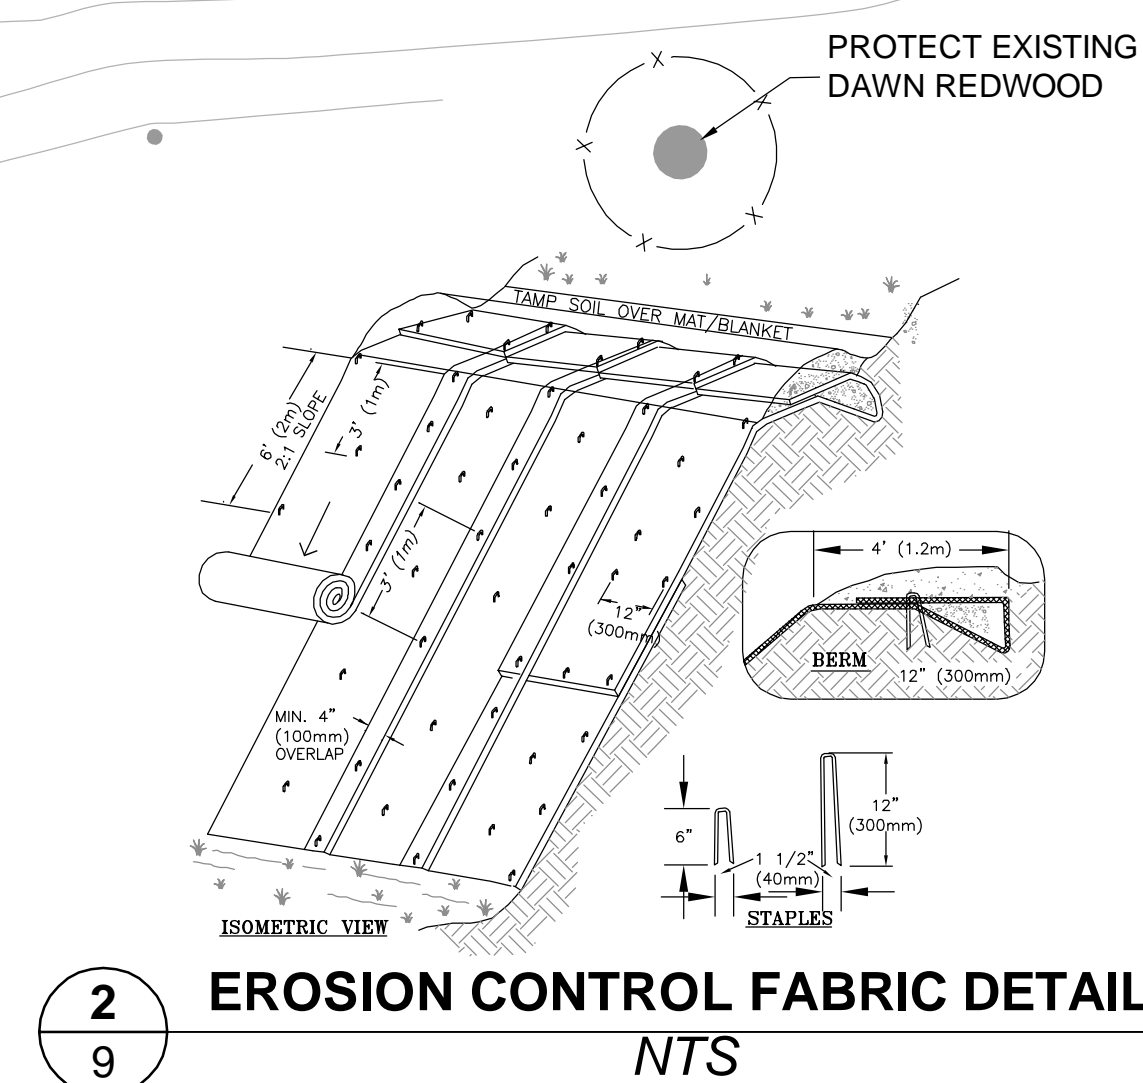 PROTECT EXISTING
DAWN REDWOOD
X
X
X
X
X
TAMP SOIL OVER MAT/BLANKET
6' (2m)
2:1 SLOPE
3' (1m)
3' (1m)
12"
(300mm)
MIN. 4"
(100mm)
OVERLAP
4' (1.2m)
BERM
12" (300mm)
6"
12"
(300mm)
1 1/2"
(40mm)
STAPLES
ISOMETRIC VIEW
2
9
EROSION CONTROL FABRIC DETAIL
NTS